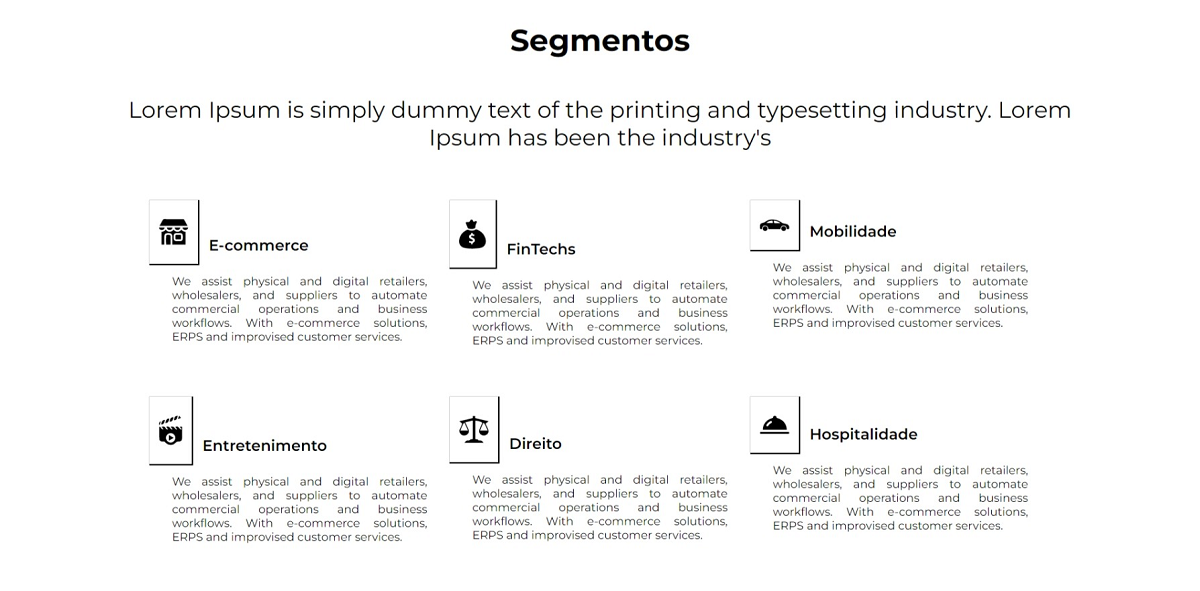 Segmentos
Lorem Ipsum is simply dummy text of the printing and typesetting industry. Lorem
Ipsum has been the industry's
E-commerce
We assist physical and digital retailers,
wholesalers, and suppliers to automate
commercial operations and business
workflows. With e-commerce solutions,
ERPS and improvised customer services.
$
FinTechs
We assist physical and digital retailers,
wholesalers, and suppliers to automate
commercial operations and business
workflows. With e-commerce solutions,
ERPS and improvised customer services.
Mobilidade
We assist physical and digital retailers,
wholesalers, and suppliers to automate
commercial operations and business
workflows. With e-commerce solutions,
ERPS and improvised customer services.
Entretenimento
We assist physical and digital retailers,
wholesalers, and suppliers to automate
commercial operations and business
workflows. With e-commerce solutions,
ERPS and improvised customer services.
Direito
We assist physical and digital retailers,
wholesalers, and suppliers to automate
commercial operations and business
workflows. With e-commerce solutions,
ERPS and improvised customer services.
Hospitalidade
We assist physical and digital retailers,
wholesalers, and suppliers to automate
commercial operations and business
workflows. With e-commerce solutions,
ERPS and improvised customer services.